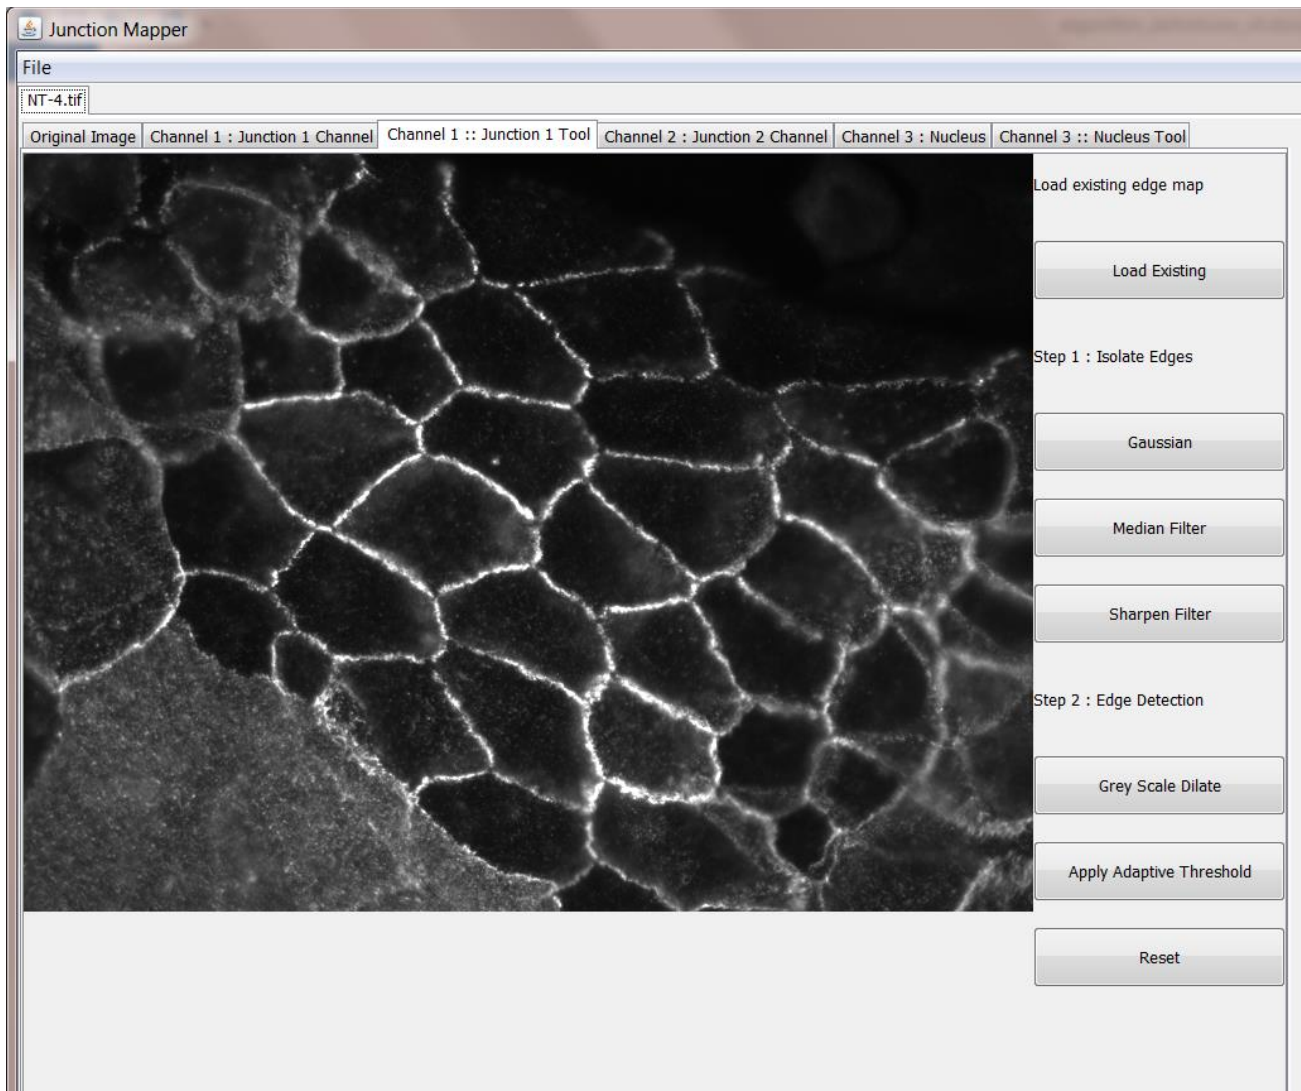 Junction Mapper
File
NT-4.tif
Original Image Channel 1 : Junction 1 Channel Channel 1 :: Junction 1 Tool Channel 2 : Junction 2 Channel Channel 3 : Nucleus Channel 3 :: Nucleus Tool
Load existing edge map
Load Existing
Step 1 : Isolate Edges
Gaussian
Median Filter
Sharpen Filter
Step 2 : Edge Detection
Grey Scale Dilate
Apply Adaptive Threshold
Reset